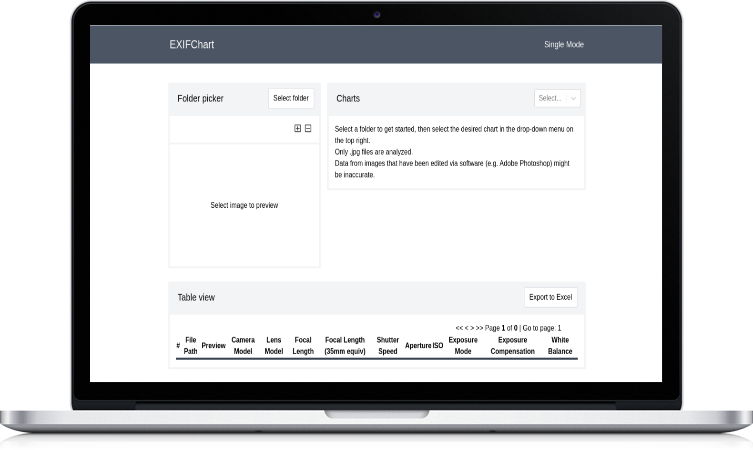 EXIFChart
Single Mode
Folder picker
Select folder
Select image to preview
Charts
Select...
Select a folder to get started, then select the desired chart in the drop-down menu on
the top right.
Only .jpg files are analyzed.
Data from images that have been edited via software (e.g. Adobe Photoshop) might
be inaccurate.
Table view
Export to Excel
<< < > >> Page 1 of 0 | Go to page: 1
# File Path Preview Camera Model Lens Model Focal Length Focal Length (35mm equiv) Shutter Speed Aperture ISO Exposure Mode Exposure Compensation White Balance